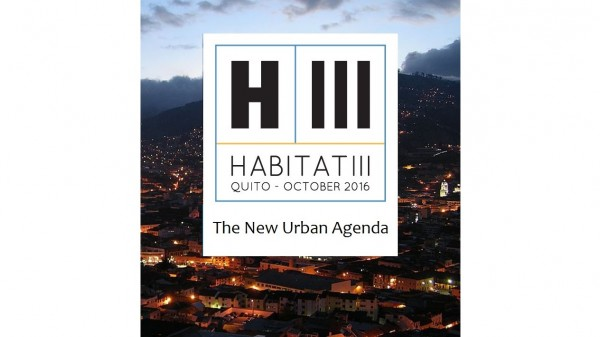 H III
HABITAT III
QUITO - OCTOBER 2016
The New Urban Agenda